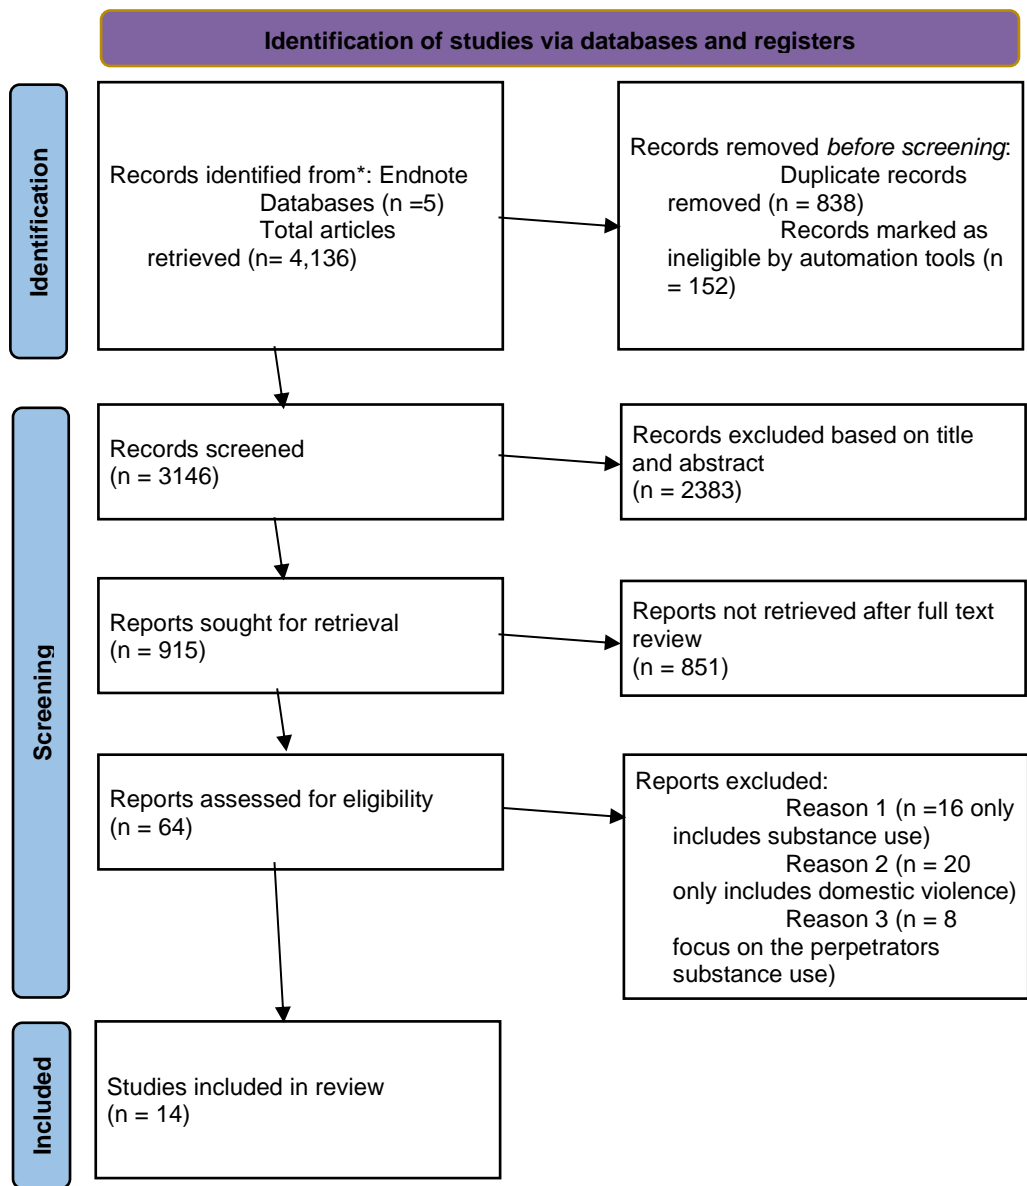 Identification of studies via databases and registers
Identification
Records identified from*: Endnote
Databases (n =5)
Total articles
retrieved (n= 4,136)
Records removed before screening:
Duplicate records
removed (n = 838)
Records marked as
ineligible by automation tools (n
= 152)
Screening
Records screened
(n = 3146)
Records excluded based on title
and abstract
(n = 2383)
Reports sought for retrieval
(n = 915)
Reports not retrieved after full text
review
(n = 851)
Reports assessed for eligibility
(n = 64)
Reports excluded:
Reason 1 (n =16 only
includes substance use)
Reason 2 (n = 20
only includes domestic violence)
Reason 3 (n = 8
focus on the perpetrators
substance use)
Included
Studies included in review
(n = 14)